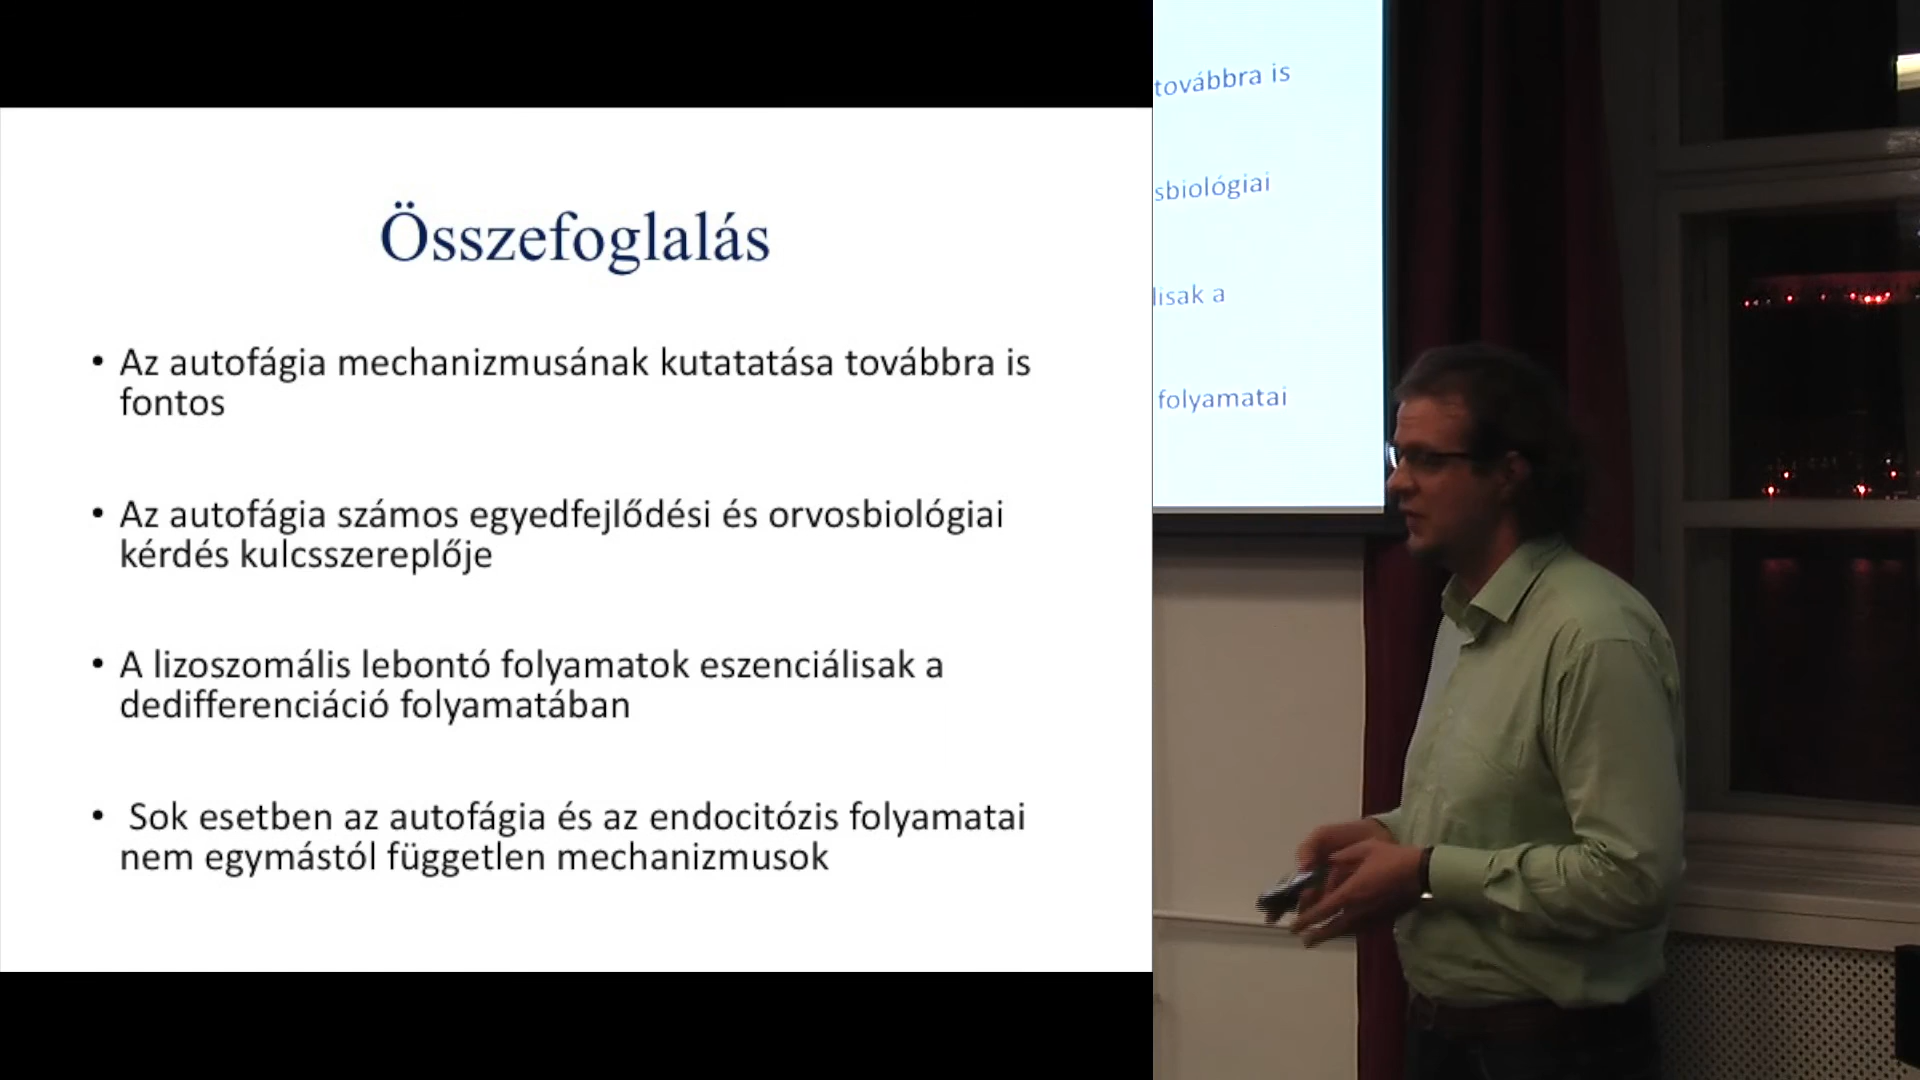 Összefoglalás
• Az autofágia mechanizmusának kutatatása továbbra is
fontos
• Az autofágia számos egyedfejlődési és orvosbiológiai
kérdés kulcsszereplője
• A lizoszomális lebontó folyamatok eszenciálisak a
dedifferenciáció folyamatában
• Sok esetben az autofágia és az endocitózis folyamatai
nem egymástól független mechanizmusok
továbbra is
sbiológiai
lisak a
folyamatai